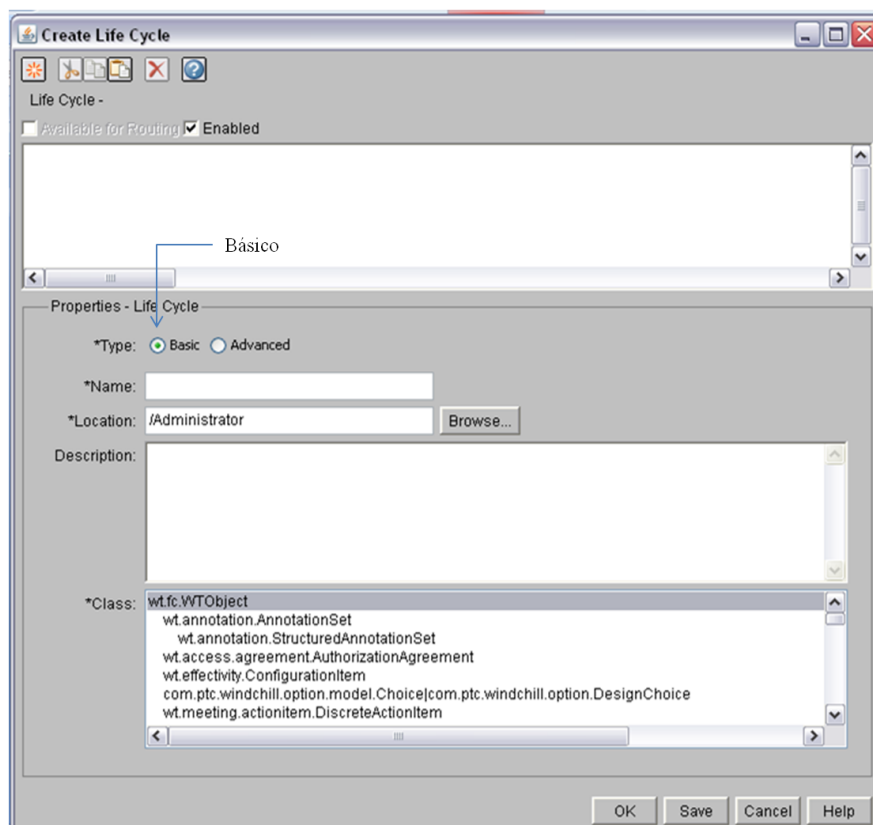 Create Life Cycle
Life Cycle -
Available for Routing Enabled
Básico
Properties - Life Cycle
*Type: Basic Advanced
*Name:
*Location: /Administrator Browse...
Description:
*Class: wt.fc.WTObject
wt.annotation.AnnotationSet
wt.annotation.StructuredAnnotationSet
wt.access.agreement.AuthorizationAgreement
wt.effectivity.ConfigurationItem
com.ptc.windchill.option.model.Choice|com.ptc.windchill.option.DesignChoice
wt.meeting.actionitem.DiscreteActionItem
OK Save Cancel Help